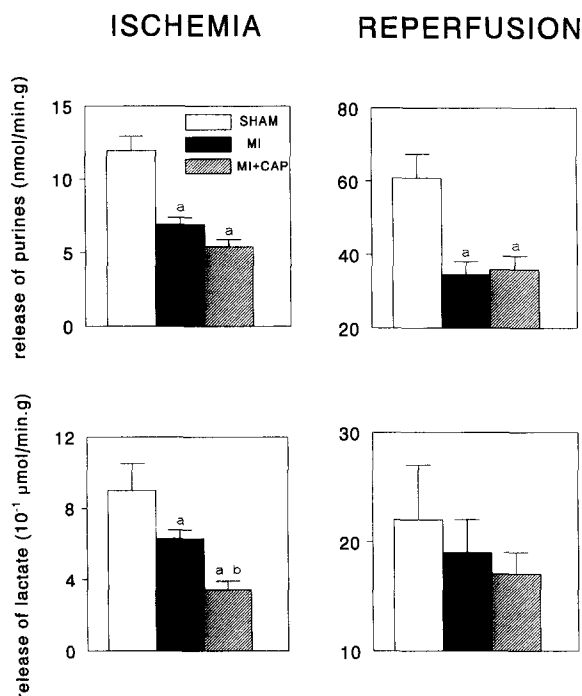 ISCHEMIA
REPERFUSION
release of purines (nmol/min.g)
15
10
5
0
SHAM
MI
MI+CAP
a
a
80
60
40
20
a
a
release of lactate (10⁻¹ μmol/min.g)
12
8
4
0
a
a b
30
20
10